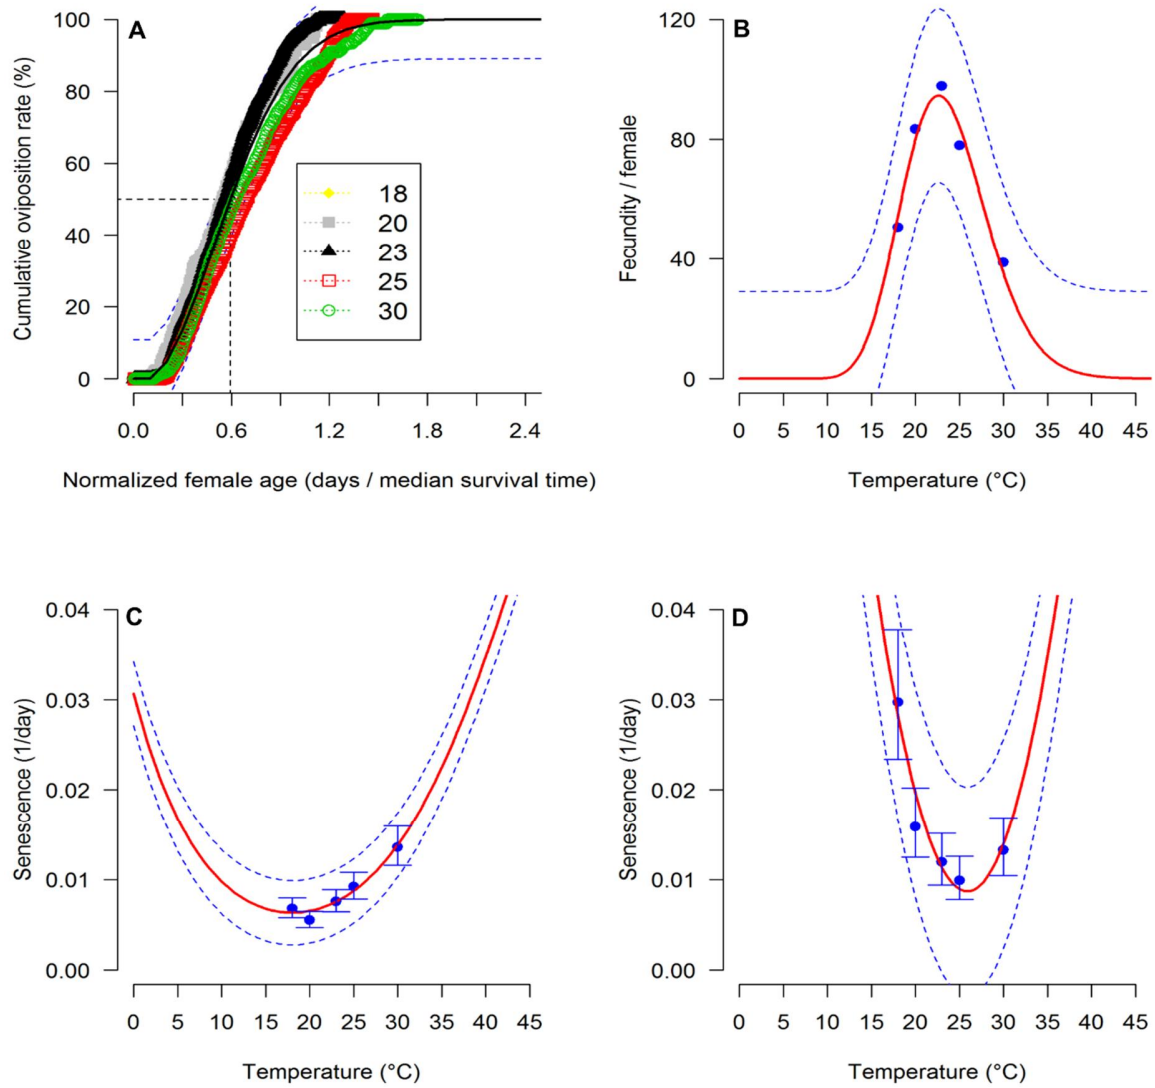 A
Cumulative oviposition rate (%)
100
80
60
40
20
0
18
20
23
25
30
0.0 0.6 1.2 1.8 2.4
Normalized female age (days / median survival time)
B
Fecundity / female
120
80
40
0
0 5 10 15 20 25 30 35 40 45
Temperature (°C)
C
Senescence (1/day)
0.04
0.03
0.02
0.01
0.00
0 5 10 15 20 25 30 35 40 45
Temperature (°C)
D
Senescence (1/day)
0.04
0.03
0.02
0.01
0.00
0 5 10 15 20 25 30 35 40 45
Temperature (°C)